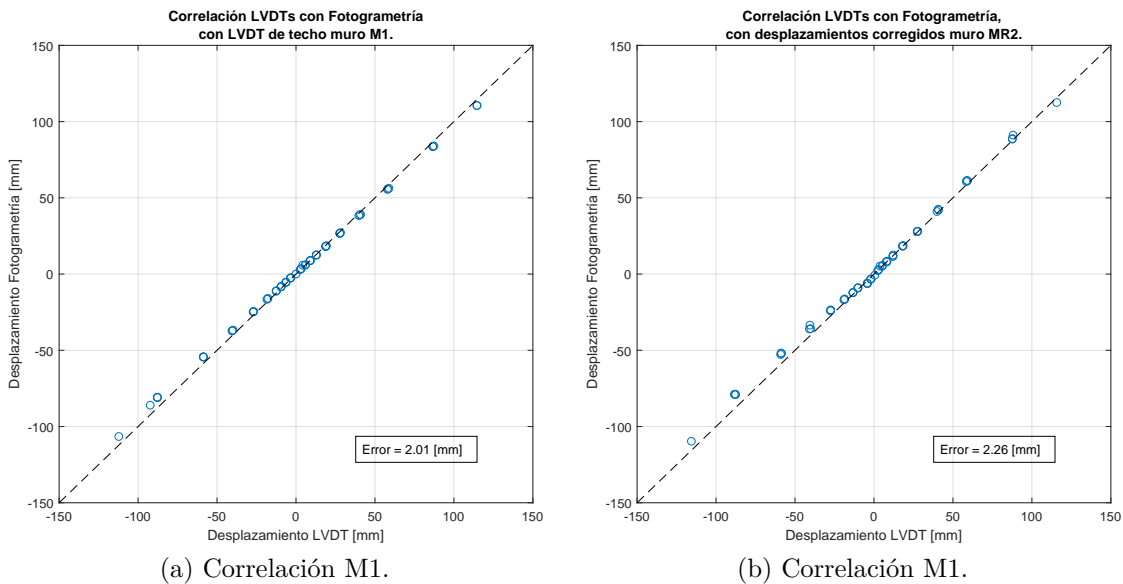 Correlación LVDTs con Fotogrametría
con LVDT de techo muro M1.
150
100
50
0
-50
-100
-150
Desplazamiento Fotogrametría [mm]
Error = 2.01 [mm]
-150 -100 -50 0 50 100 150
Desplazamiento LVDT [mm]
(a) Correlación M1.
Correlación LVDTs con Fotogrametría,
con desplazamientos corregidos muro MR2.
150
100
50
0
-50
-100
-150
Desplazamiento Fotogrametría [mm]
Error = 2.26 [mm]
-150 -100 -50 0 50 100 150
Desplazamiento LVDT [mm]
(b) Correlación M1.